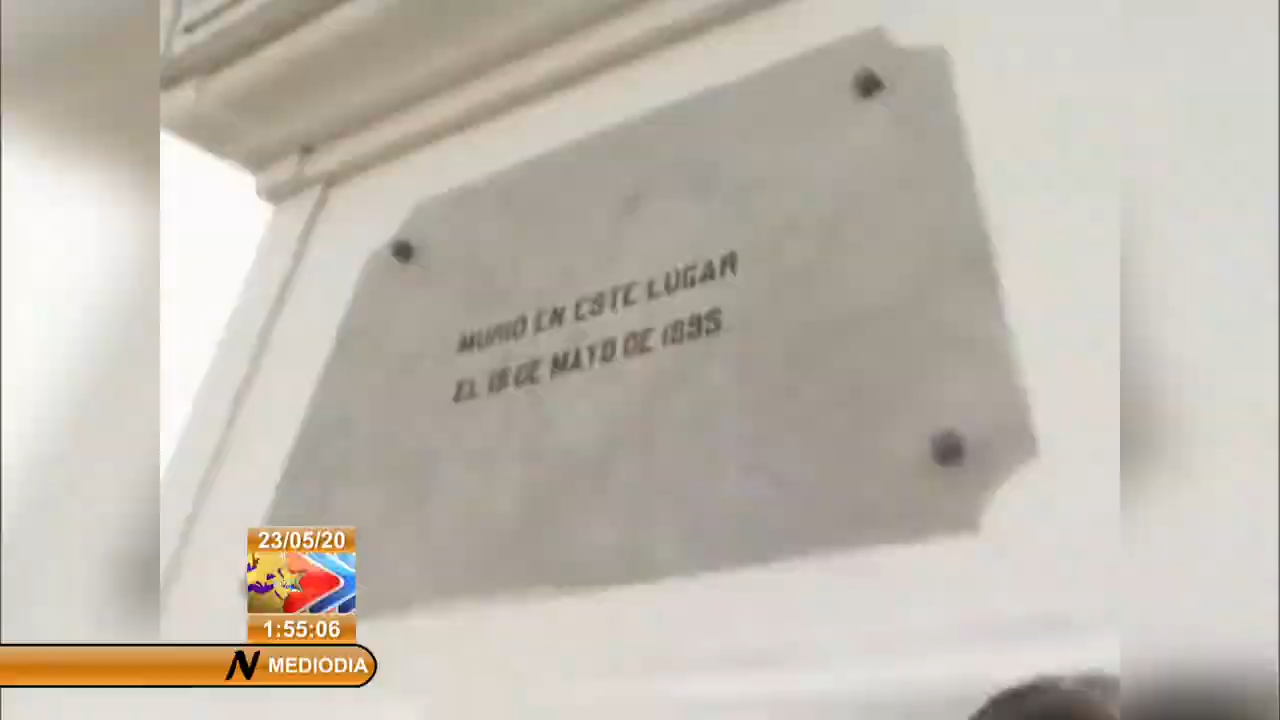 MURIO EN ESTE LUGAR
EL 19 DE MAYO DE 1895.
23/05/20
1:55:06
N MEDIODIA